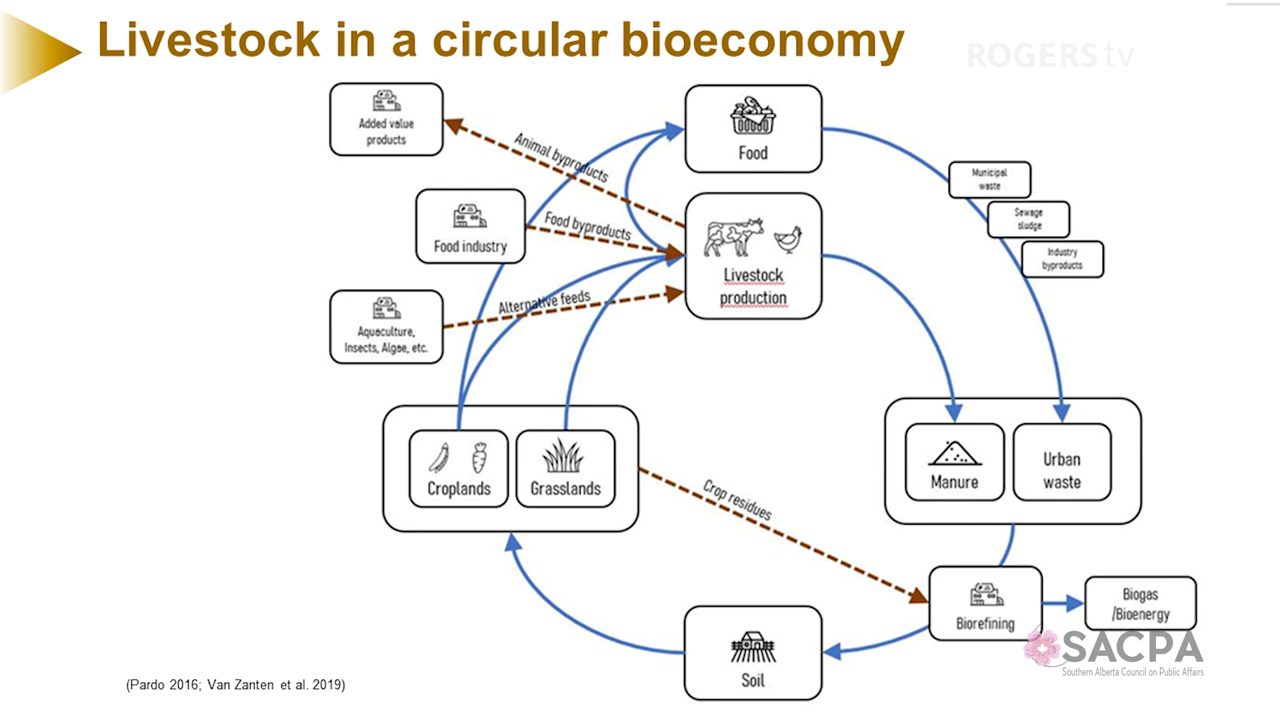 Livestock in a circular bioeconomy
ROGERS tv
Added value
products
Animal byproducts
Food
Municipal
waste
Sewage
sludge
Industry
byproducts
Food industry
Food byproducts
Livestock
production
Aquaculture,
Insects, Algae, etc.
Alternative feeds
Croplands
Grasslands
Crop residues
Manure
Urban
waste
Biorefining
Biogas
/Bioenergy
Soil
SACPA
Southern Alberta Council on Public Affairs
(Pardo 2016; Van Zanten et al. 2019)